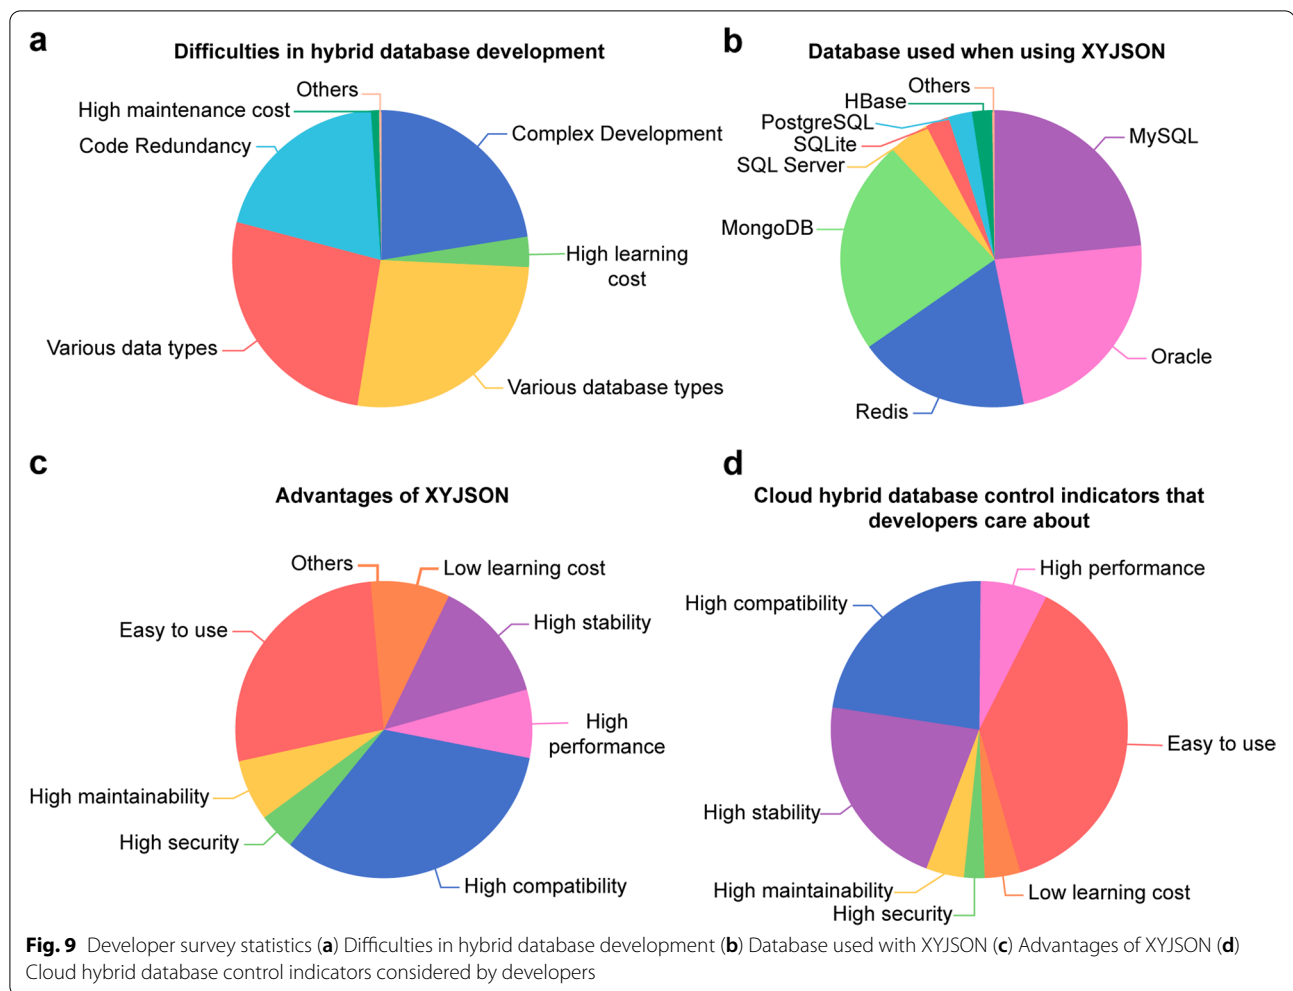 a
Difficulties in hybrid database development
Others
High maintenance cost
Code Redundancy
Complex Development
High learning
cost
Various data types
Various database types
b
Database used when using XYJSON
Others
HBase
PostgreSQL
SQLite
SQL Server
MySQL
MongoDB
Oracle
Redis
c
Advantages of XYJSON
Others
Low learning cost
High stability
Easy to use
High
performance
High maintainability
High security
High compatibility
d
Cloud hybrid database control indicators that
developers care about
High performance
High compatibility
Easy to use
High stability
High maintainability
Low learning cost
High security
Fig. 9 Developer survey statistics (a) Difficulties in hybrid database development (b) Database used with XYJSON (c) Advantages of XYJSON (d)
Cloud hybrid database control indicators considered by developers